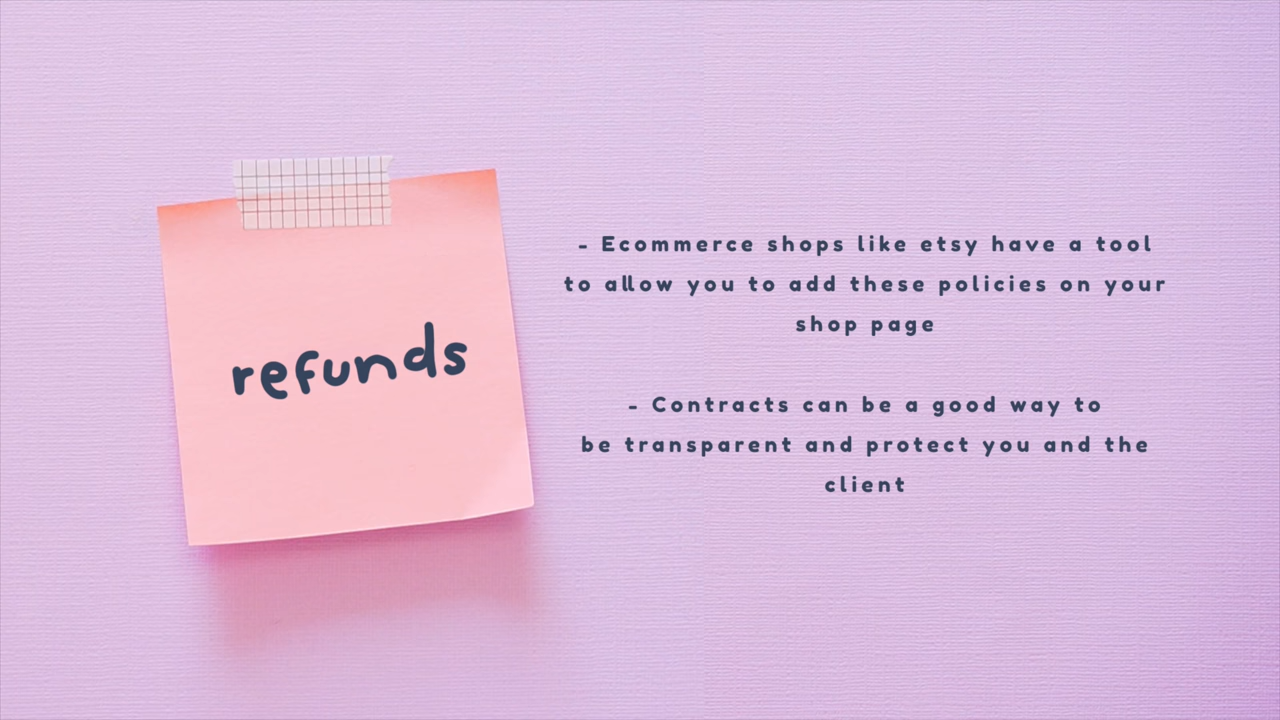 refunds
- Ecommerce shops like etsy have a tool
to allow you to add these policies on your
shop page
- Contracts can be a good way to
be transparent and protect you and the
client